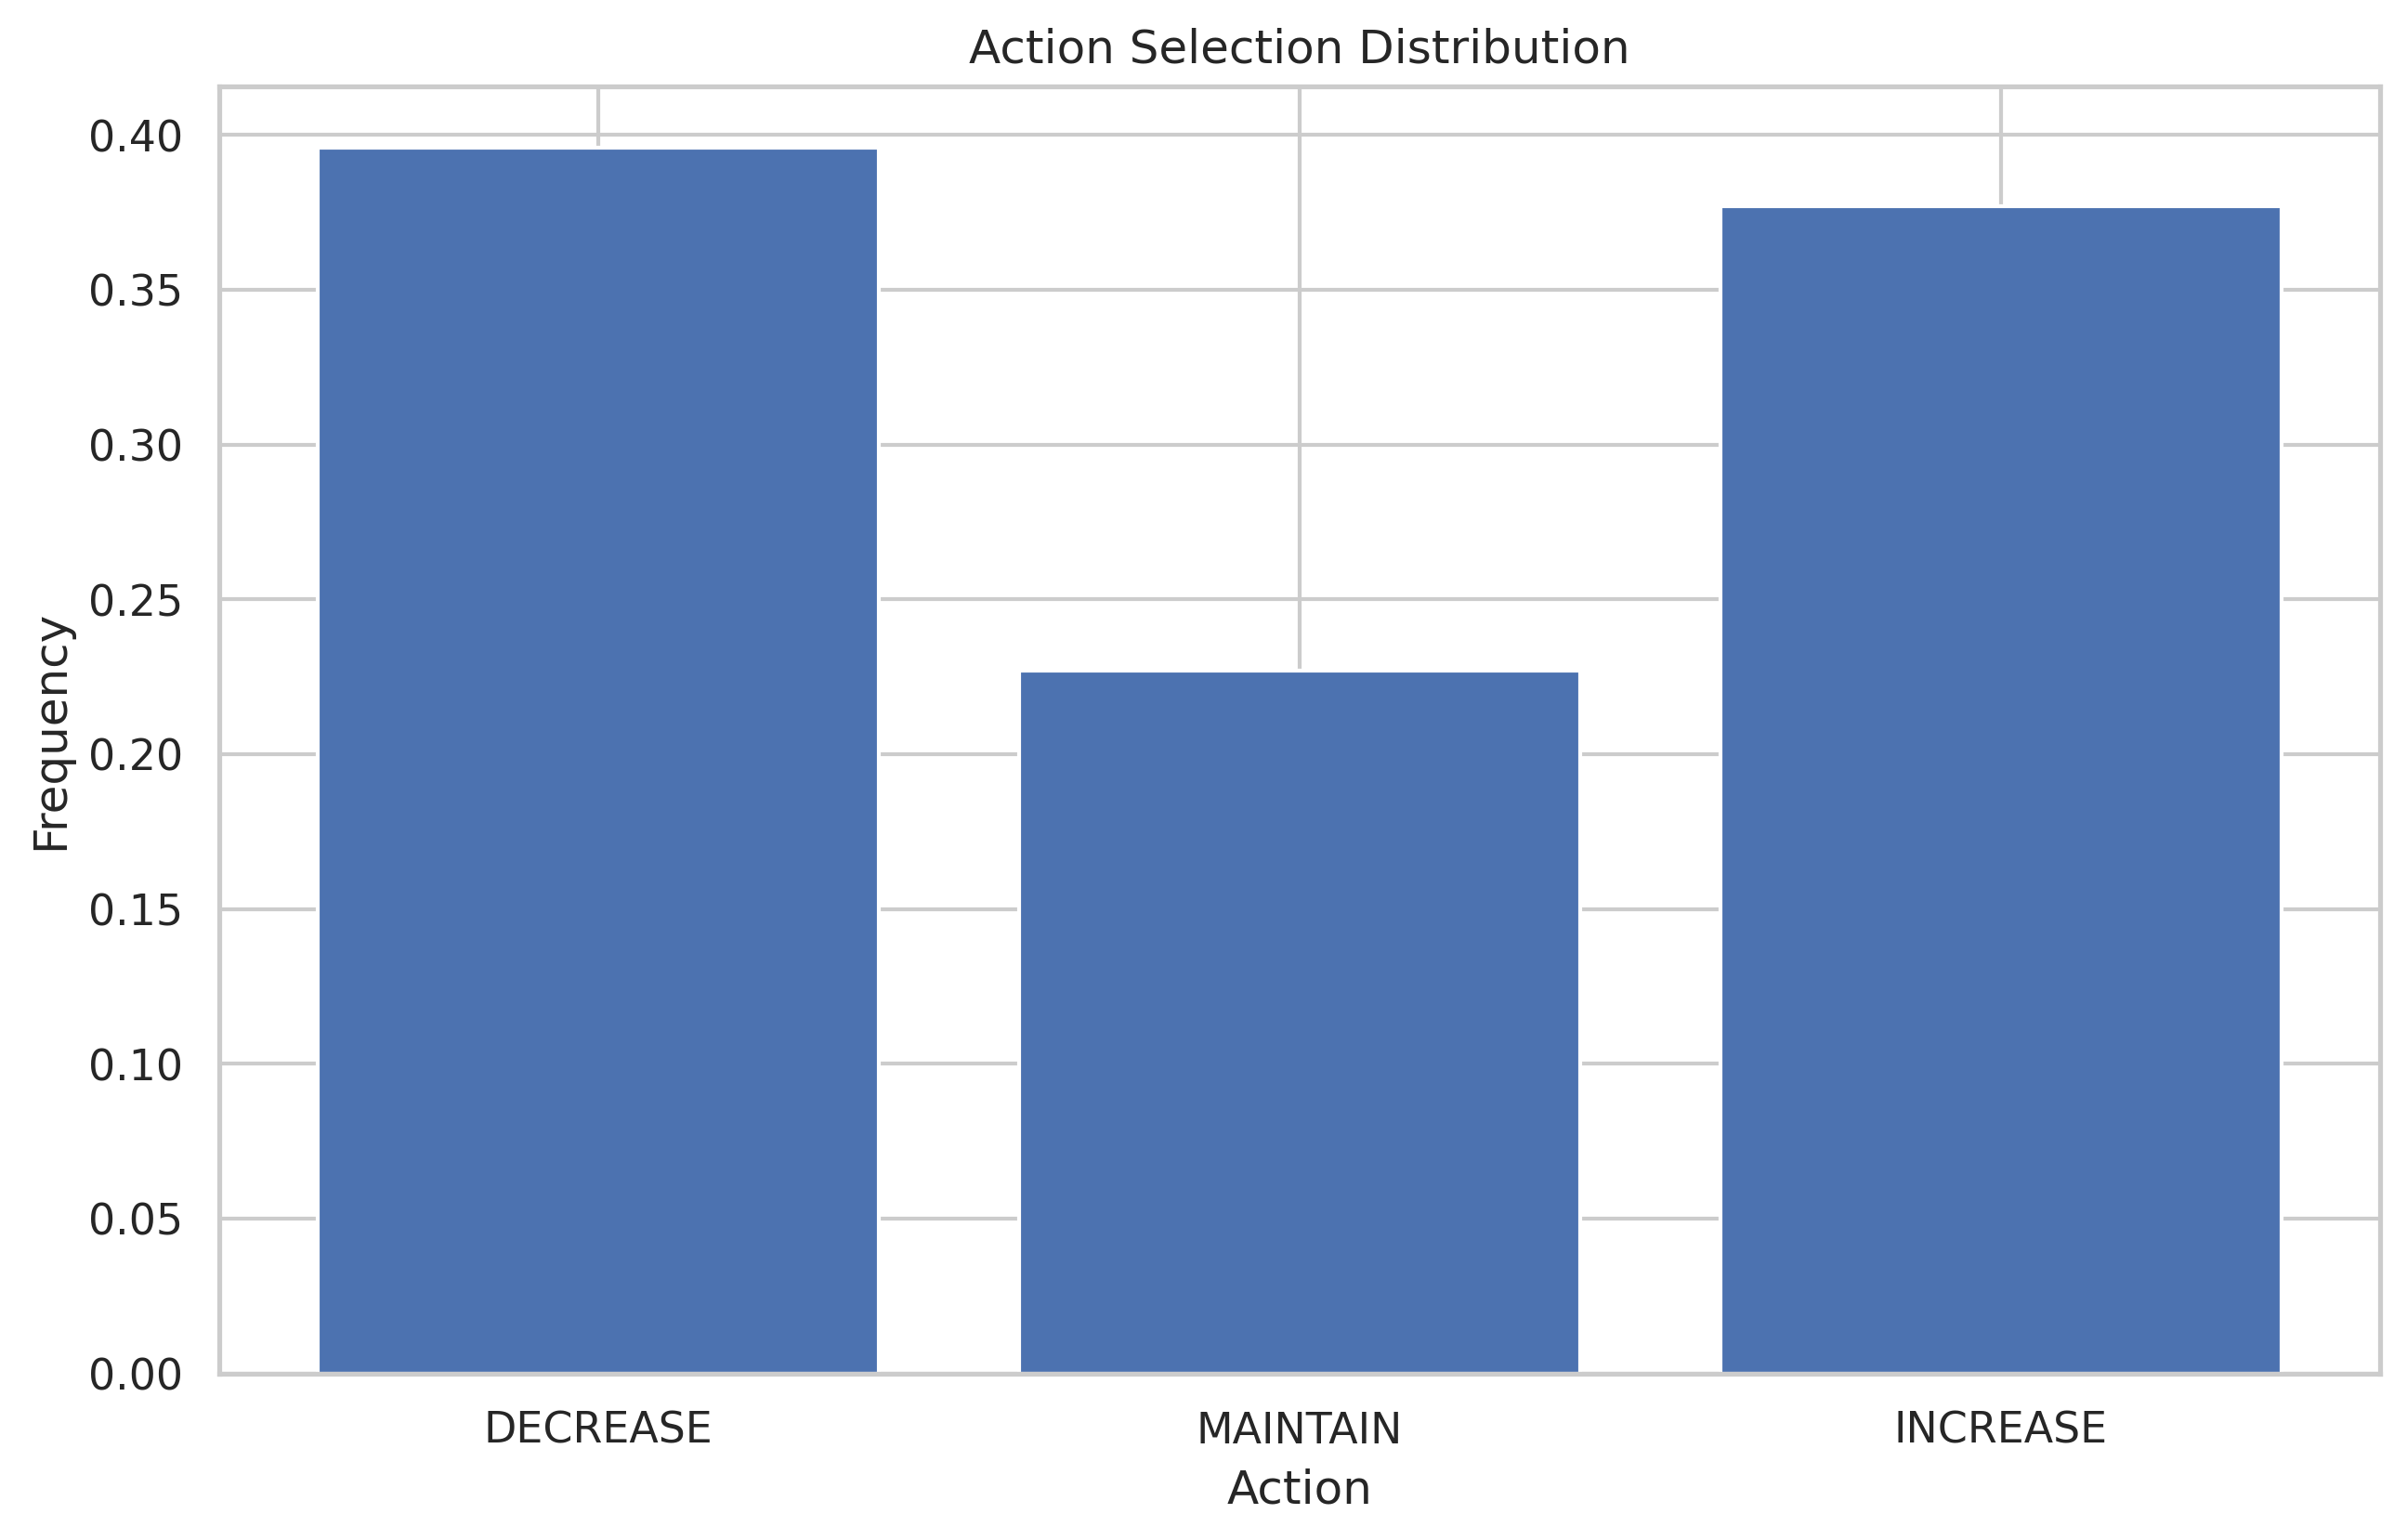 Action Selection Distribution
0.40
0.35
0.30
0.25
0.20
0.15
0.10
0.05
0.00
Frequency
DECREASE
MAINTAIN
INCREASE
Action